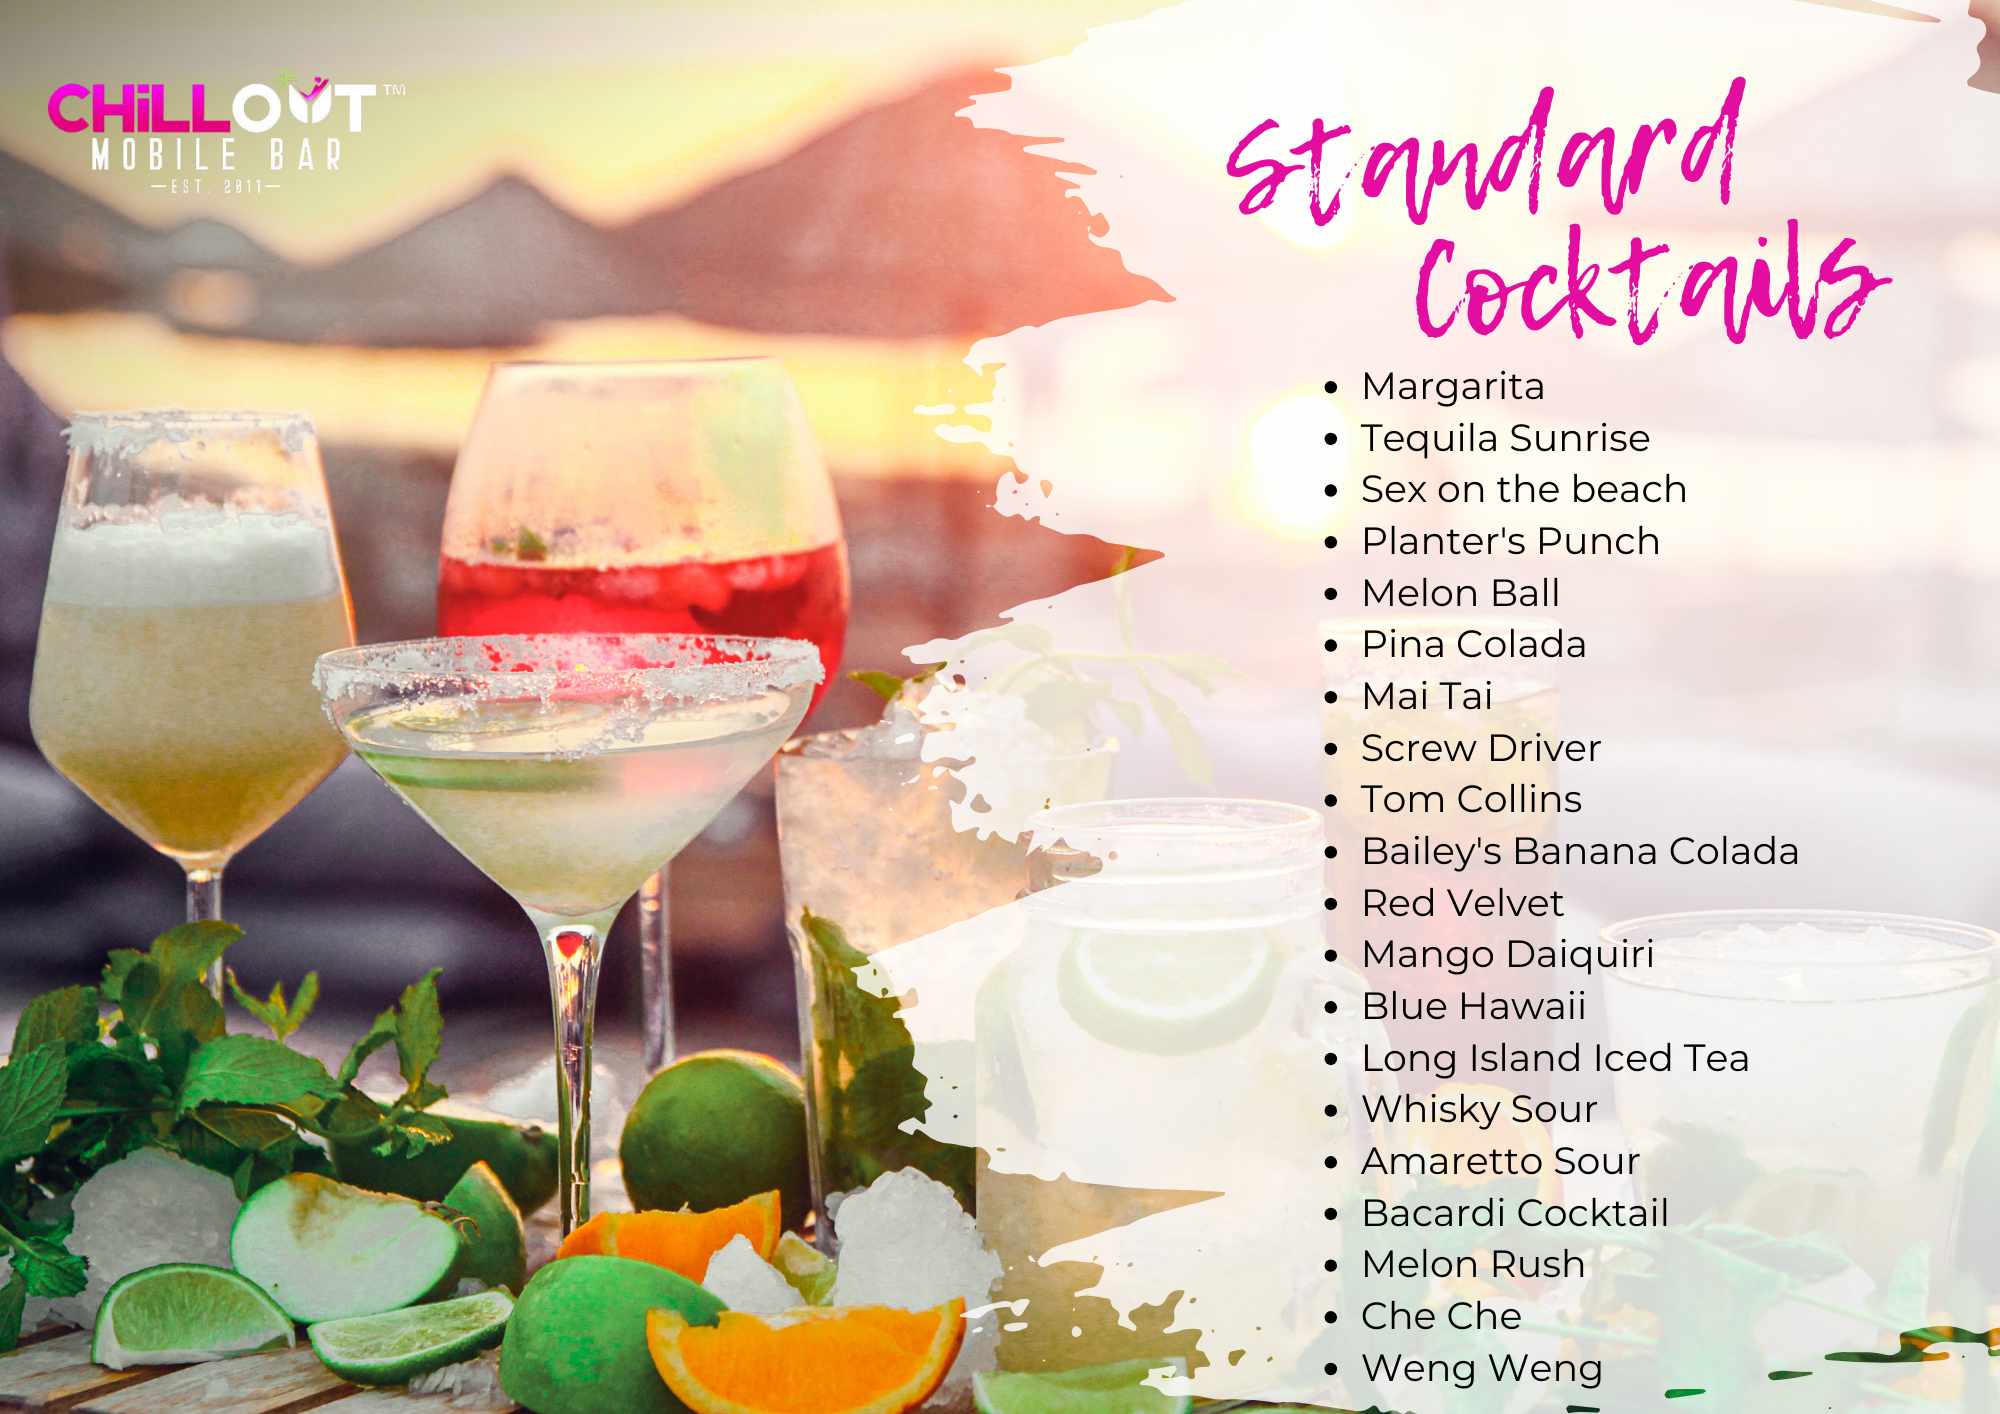 CHiLLOUT™
MOBILE BAR
—EST. 2011—
Standard
Cocktails
• Margarita
• Tequila Sunrise
• Sex on the beach
• Planter's Punch
• Melon Ball
• Pina Colada
• Mai Tai
• Screw Driver
• Tom Collins
• Bailey's Banana Colada
• Red Velvet
• Mango Daiquiri
• Blue Hawaii
• Long Island Iced Tea
• Whisky Sour
• Amaretto Sour
• Bacardi Cocktail
• Melon Rush
• Che Che
• Weng Weng